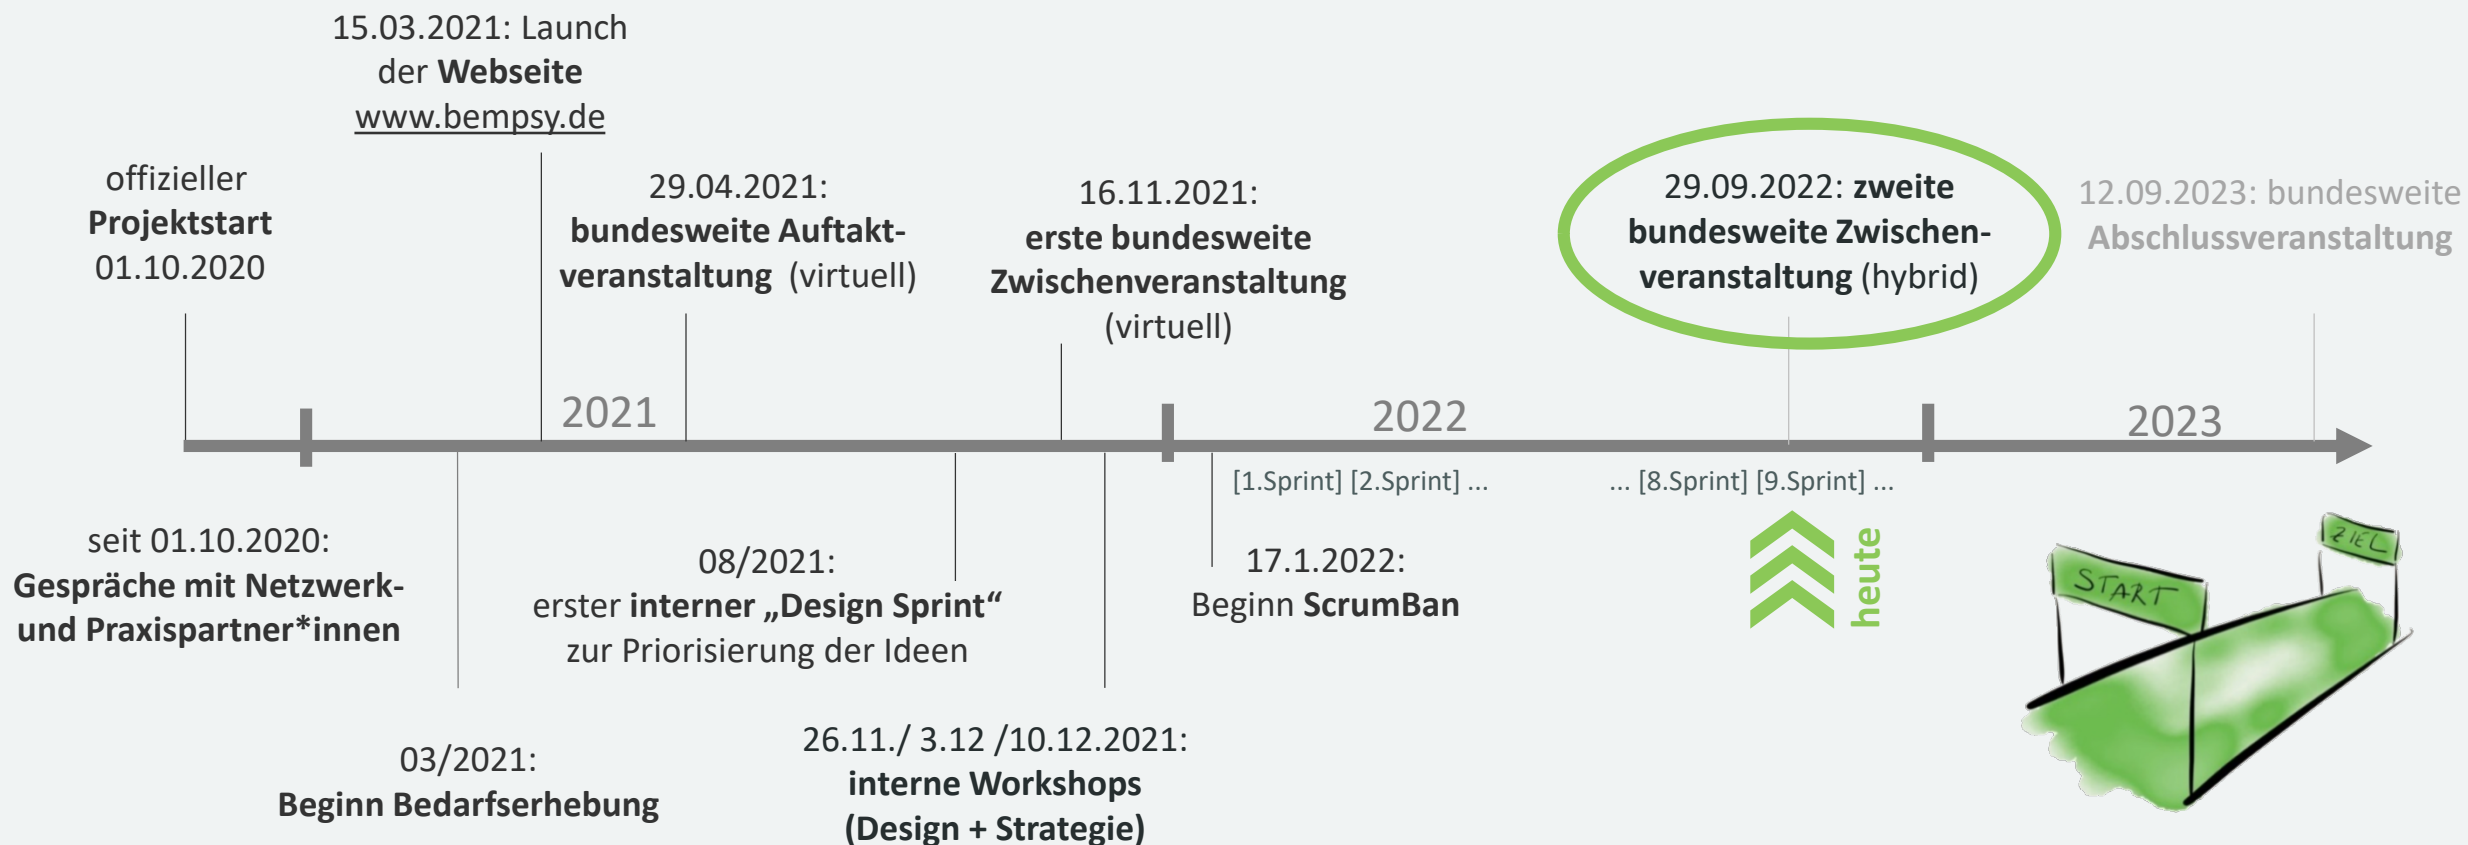 15.03.2021: Launch
der Webseite
www.bempsy.de
offizieller
Projektstart
01.10.2020
29.04.2021:
bundesweite Auftakt-
veranstaltung (virtuell)
16.11.2021:
erste bundesweite
Zwischenveranstaltung
(virtuell)
29.09.2022: zweite
bundesweite Zwischen-
veranstaltung (hybrid)
12.09.2023: bundesweite
Abschlussveranstaltung
2021
2022
2023
[1.Sprint] [2.Sprint] ...
... [8.Sprint] [9.Sprint] ...
seit 01.10.2020:
Gespräche mit Netzwerk-
und Praxispartner*innen
03/2021:
Beginn Bedarfserhebung
08/2021:
erster interner „Design Sprint“
zur Priorisierung der Ideen
26.11./ 3.12 /10.12.2021:
interne Workshops
(Design + Strategie)
17.1.2022:
Beginn ScrumBan
heute
START
ZIEL